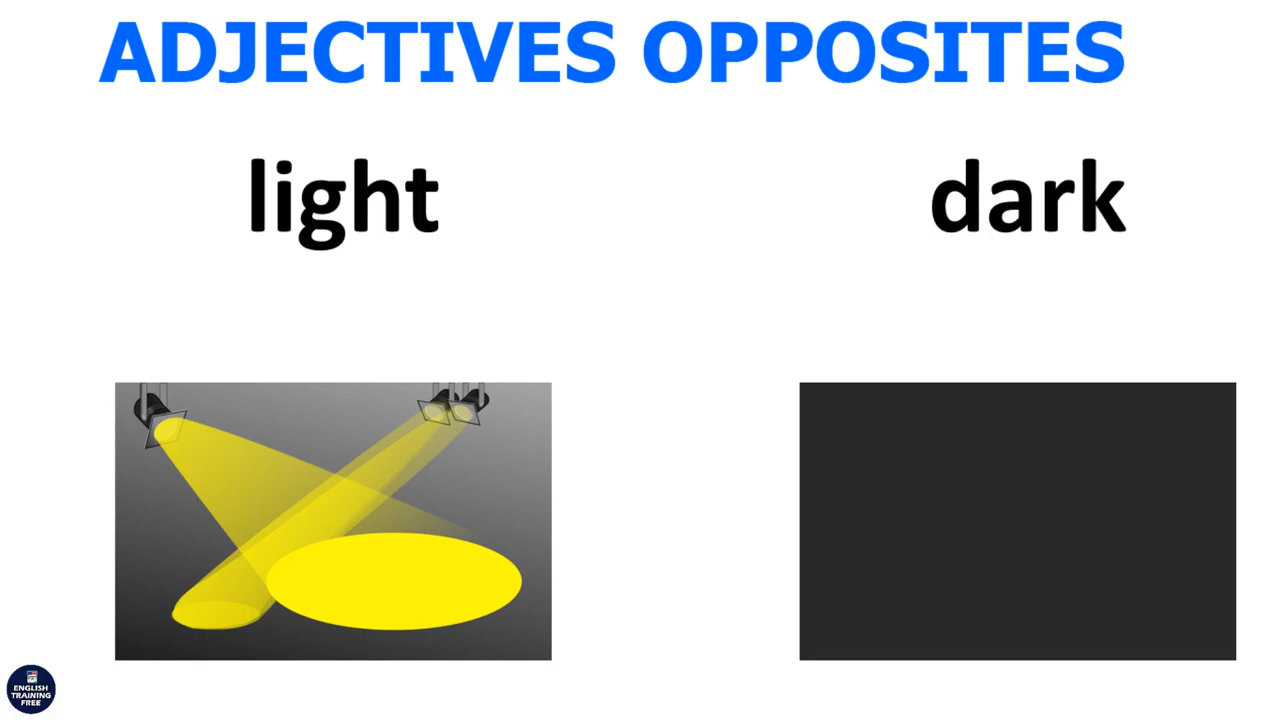 ADJECTIVES OPPOSITES
light
dark
ENGLISH
TRAINING
FREE